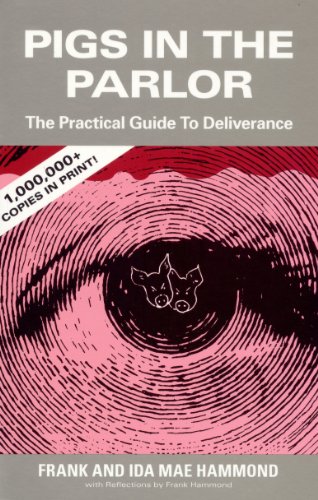 PIGS IN THE
PARLOR
The Practical Guide To Deliverance
1,000,000+
COPIES IN PRINT!
FRANK AND IDA MAE HAMMOND
with Reflections by Frank Hammond